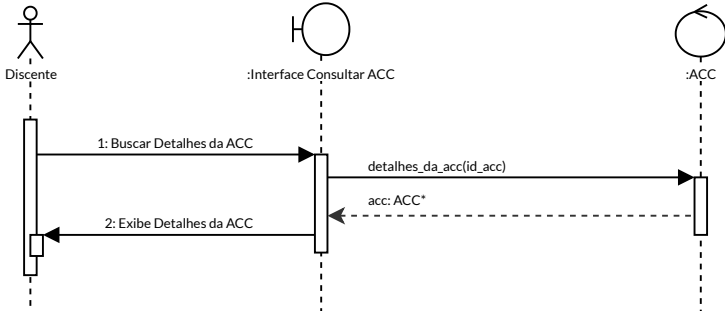 Discente
:Interface Consultar ACC
:ACC
1: Buscar Detalhes da ACC
detalhes_da_acc(id_acc)
acc: ACC*
2: Exibe Detalhes da ACC